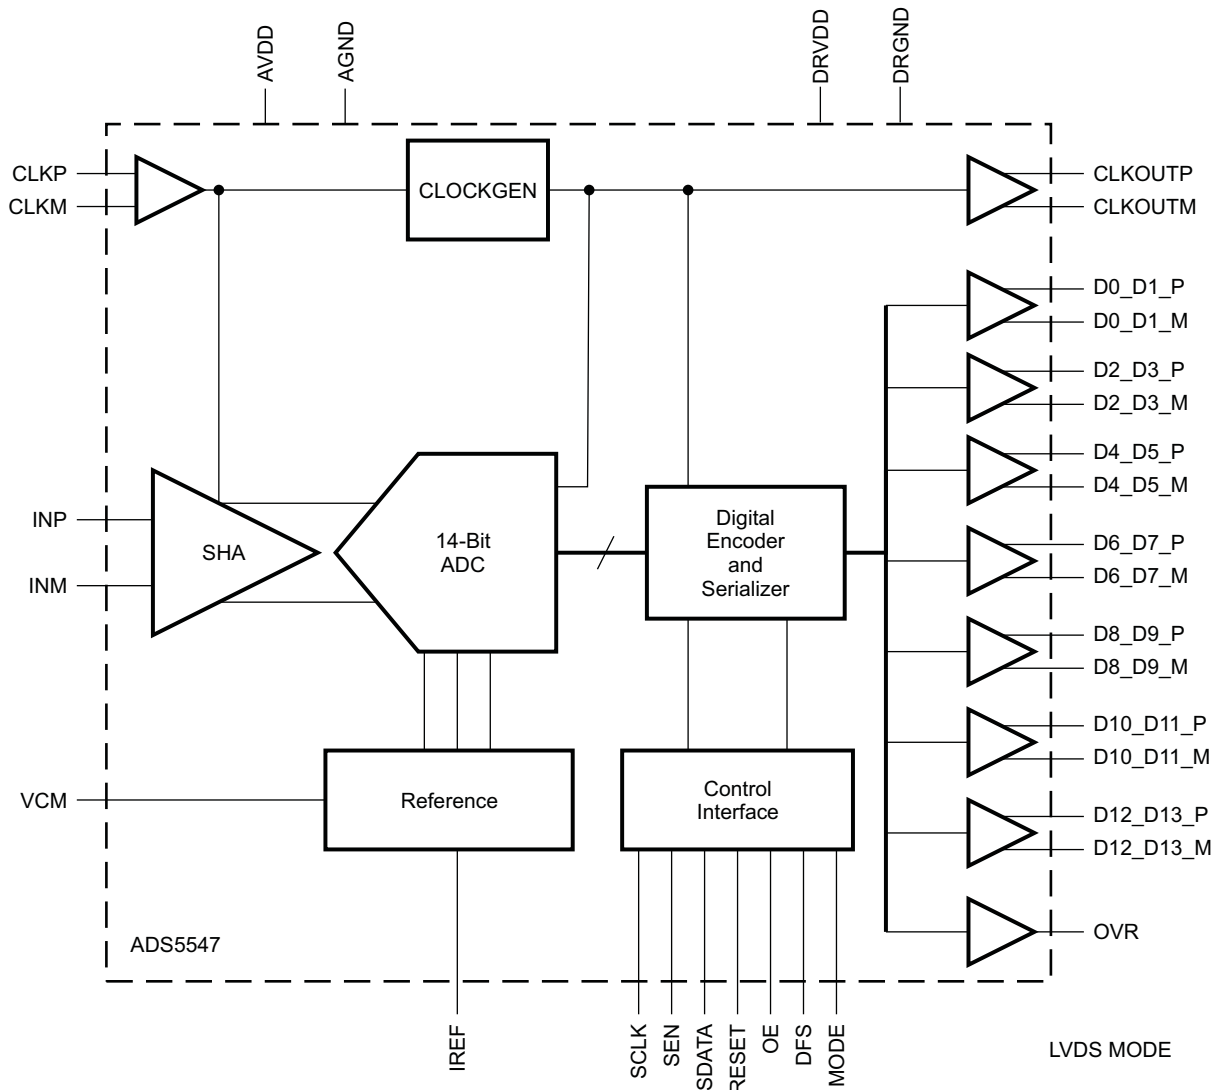 AVDD
AGND
DRVDD
DRGND
CLKP
CLKM
CLOCKGEN
CLKOUTP
CLKOUTM
D0_D1_P
D0_D1_M
D2_D3_P
D2_D3_M
D4_D5_P
D4_D5_M
INP
INM
SHA
14-Bit
ADC
Digital
Encoder
and
Serializer
D6_D7_P
D6_D7_M
D8_D9_P
D8_D9_M
D10_D11_P
D10_D11_M
VCM
Reference
Control
Interface
D12_D13_P
D12_D13_M
OVR
ADS5547
IREF
SCLK
SEN
SDATA
RESET
OE
DFS
MODE
LVDS MODE